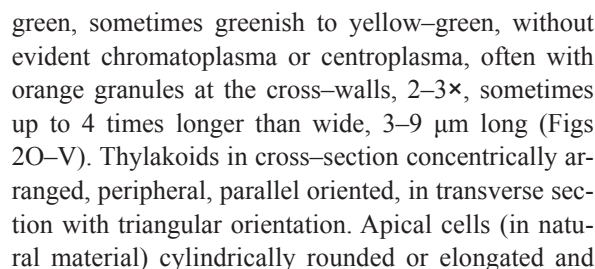 green, sometimes greenish to yellow–green, without
evident chromatoplasma or centroplasma, often with
orange granules at the cross–walls, 2–3×, sometimes
up to 4 times longer than wide, 3–9 μm long (Figs
2O–V). Thylakoids in cross–section concentrically ar-
ranged, peripheral, parallel oriented, in transverse sec-
tion with triangular orientation. Apical cells (in natu-
ral material) cylindrically rounded or elongated and